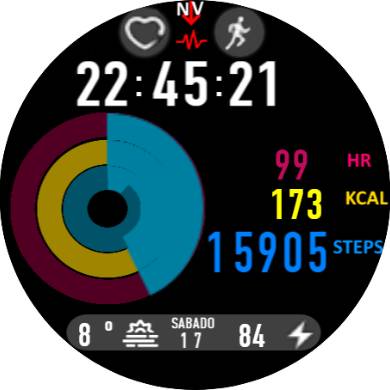 NV
22:45:21
99 HR
173 KCAL
15905 STEPS
8 º SABADO 84
17